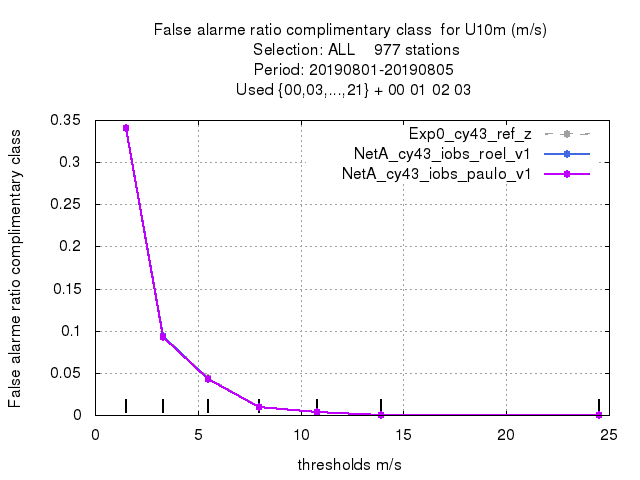 False alarme ratio complimentary class  for U10m (m/s)
Selection: ALL    977 stations
Period: 20190801-20190805
Used {00,03,...,21} + 00 01 02 03
False alarme ratio complimentary class
0.35
0.3
0.25
0.2
0.15
0.1
0.05
0
Exp0_cy43_ref_z
NetA_cy43_iobs_roel_v1
NetA_cy43_iobs_paulo_v1
0 5 10 15 20 25
thresholds m/s